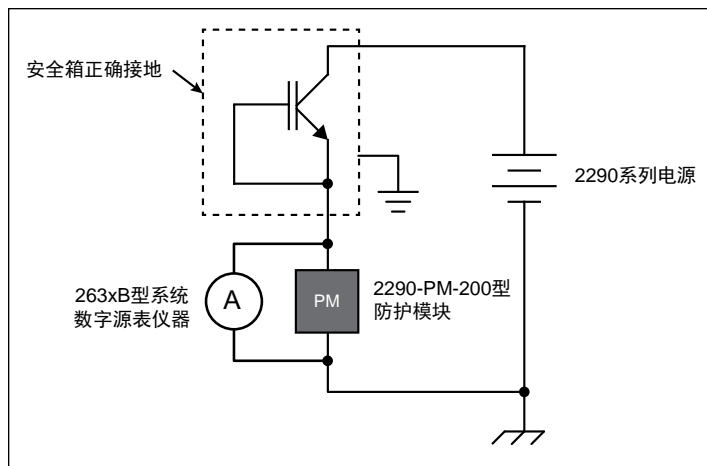 安全箱正确接地
2290系列电源
263xB型系统
数字源表仪器
A
PM
2290-PM-200型
防护模块